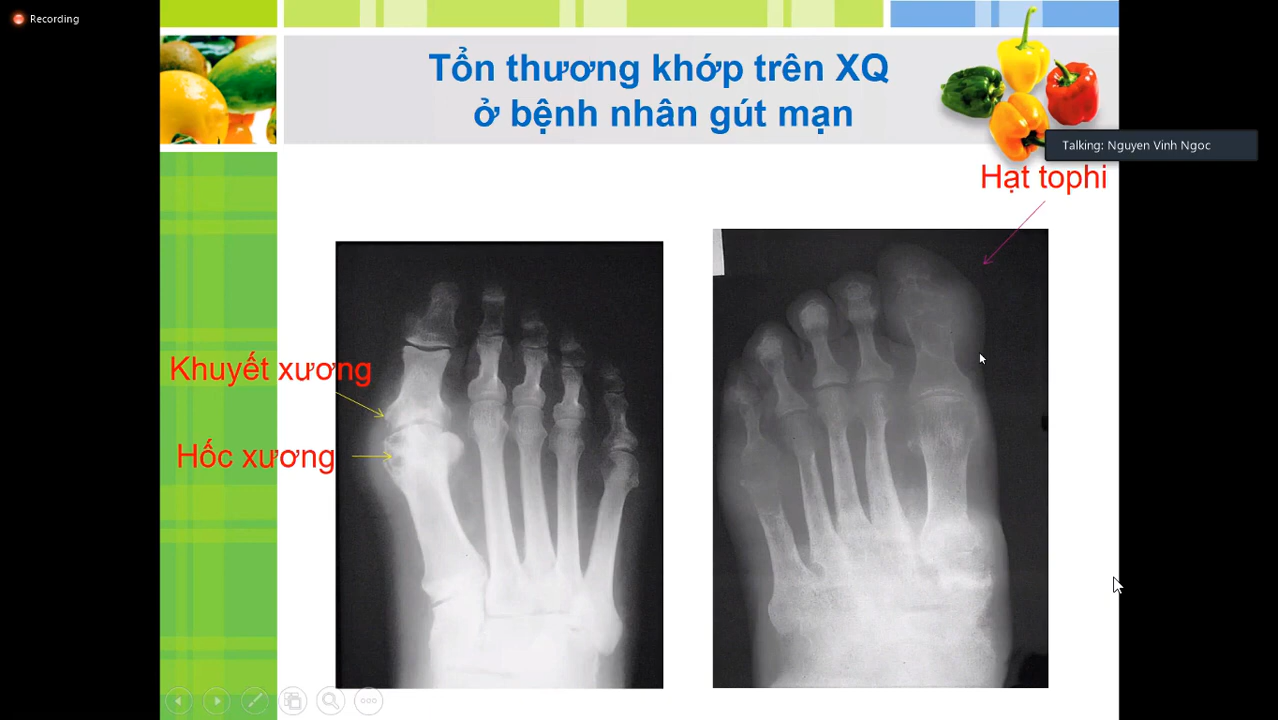 Recording
Tổn thương khớp trên XQ
ở bệnh nhân gút mạn
Talking: Nguyen Vinh Ngoc
Hạt tophi
Khuyết xương
Hốc xương